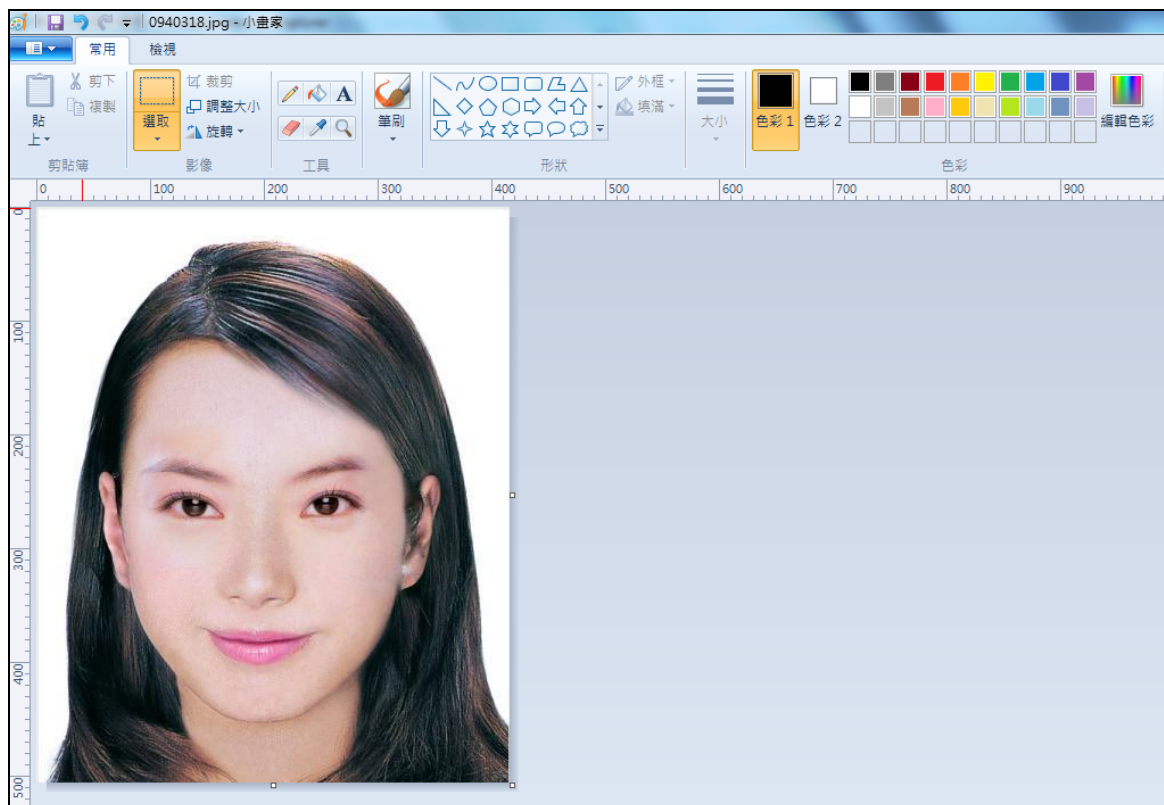 0940318.jpg - 小畫家
常用 檢視
貼上
剪下
複製
剪貼簿
選取
裁剪
調整大小
旋轉
影像
A
工具
筆刷
外框
填滿
形狀
大小
色彩 1
色彩 2
編輯色彩
色彩
0 100 200 300 400 500 600 700 800 900
0
100
200
300
400
500